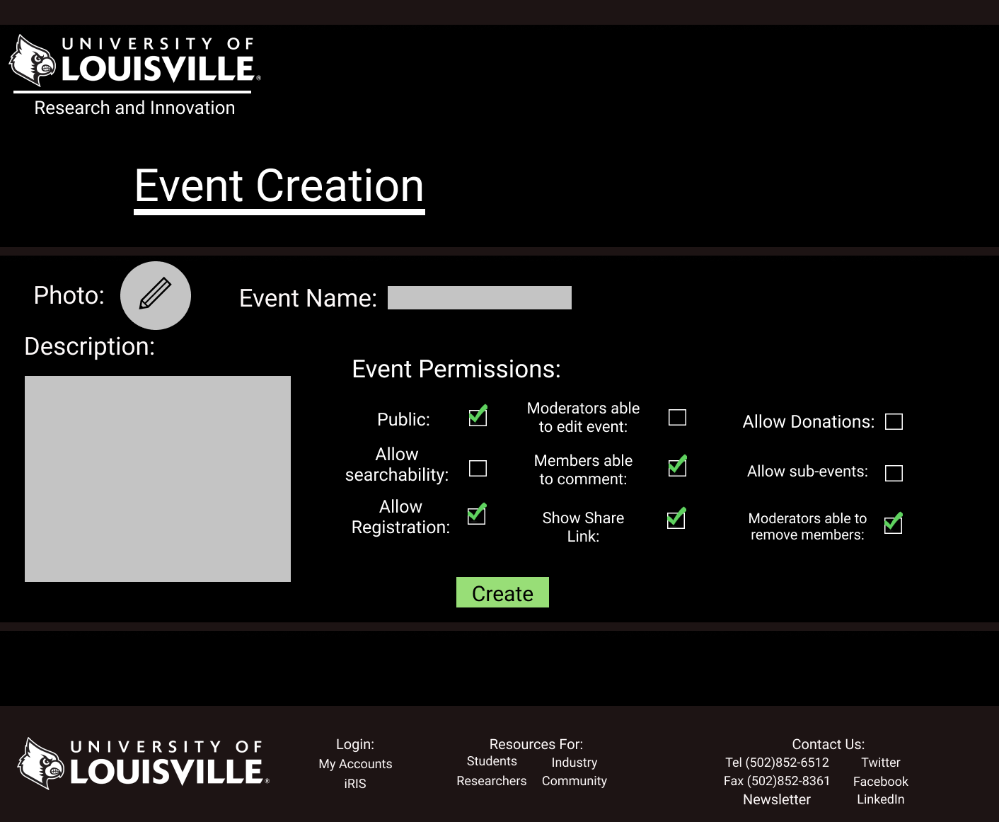 UNIVERSITY OF
LOUISVILLE®
Research and Innovation
Event Creation
Photo:
Event Name:
Description:
Event Permissions:
Public:
Moderators able
to edit event:
Allow Donations:
Allow
searchability:
Members able
to comment:
Allow sub-events:
Allow
Registration:
Show Share
Link:
Moderators able to
remove members:
Create
UNIVERSITY OF
LOUISVILLE®
Login:
My Accounts
iRIS
Resources For:
Students Industry
Researchers Community
Contact Us:
Tel (502)852-6512 Twitter
Fax (502)852-8361 Facebook
Newsletter LinkedIn